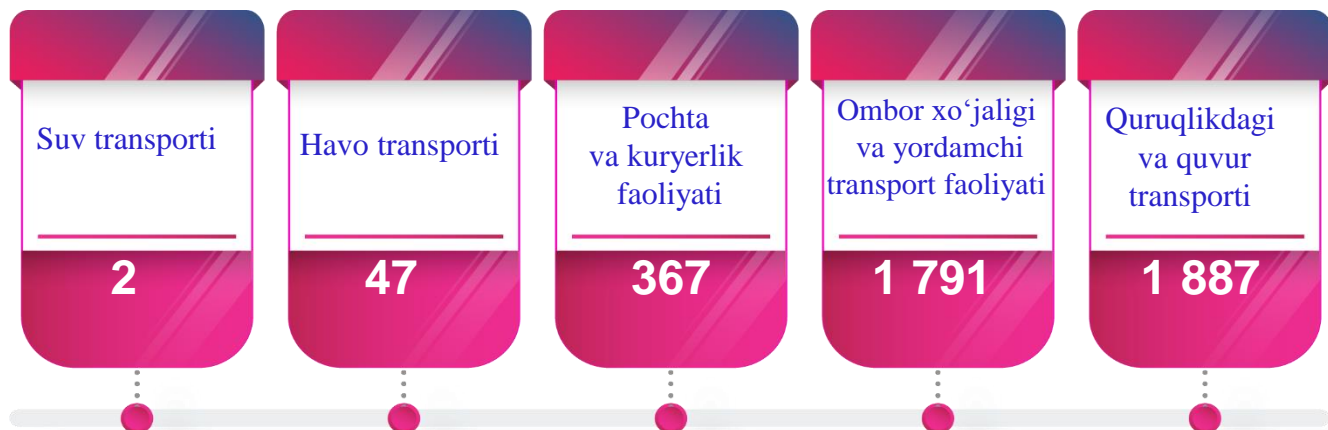 Suv transporti
2
Havo transporti
47
Pochta
va kuryerlik
faoliyati
367
Ombor xo‘jaligi
va yordamchi
transport faoliyati
1 791
Quruqlikdagi
va quvur
transporti
1 887